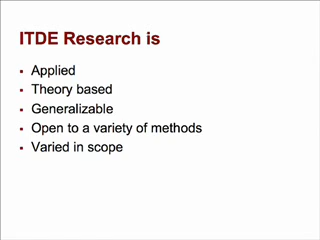 ITDE Research is
Applied
Theory based
Generalizable
Open to a variety of methods
Varied in scope